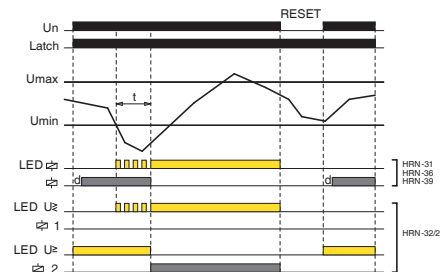 RESET
Un
Latch
Umax
t
Umin
LED
HRN-31
HRN-36
HRN-39
d
d
LED U≥
HRN-32/2
1
LED U≥
2